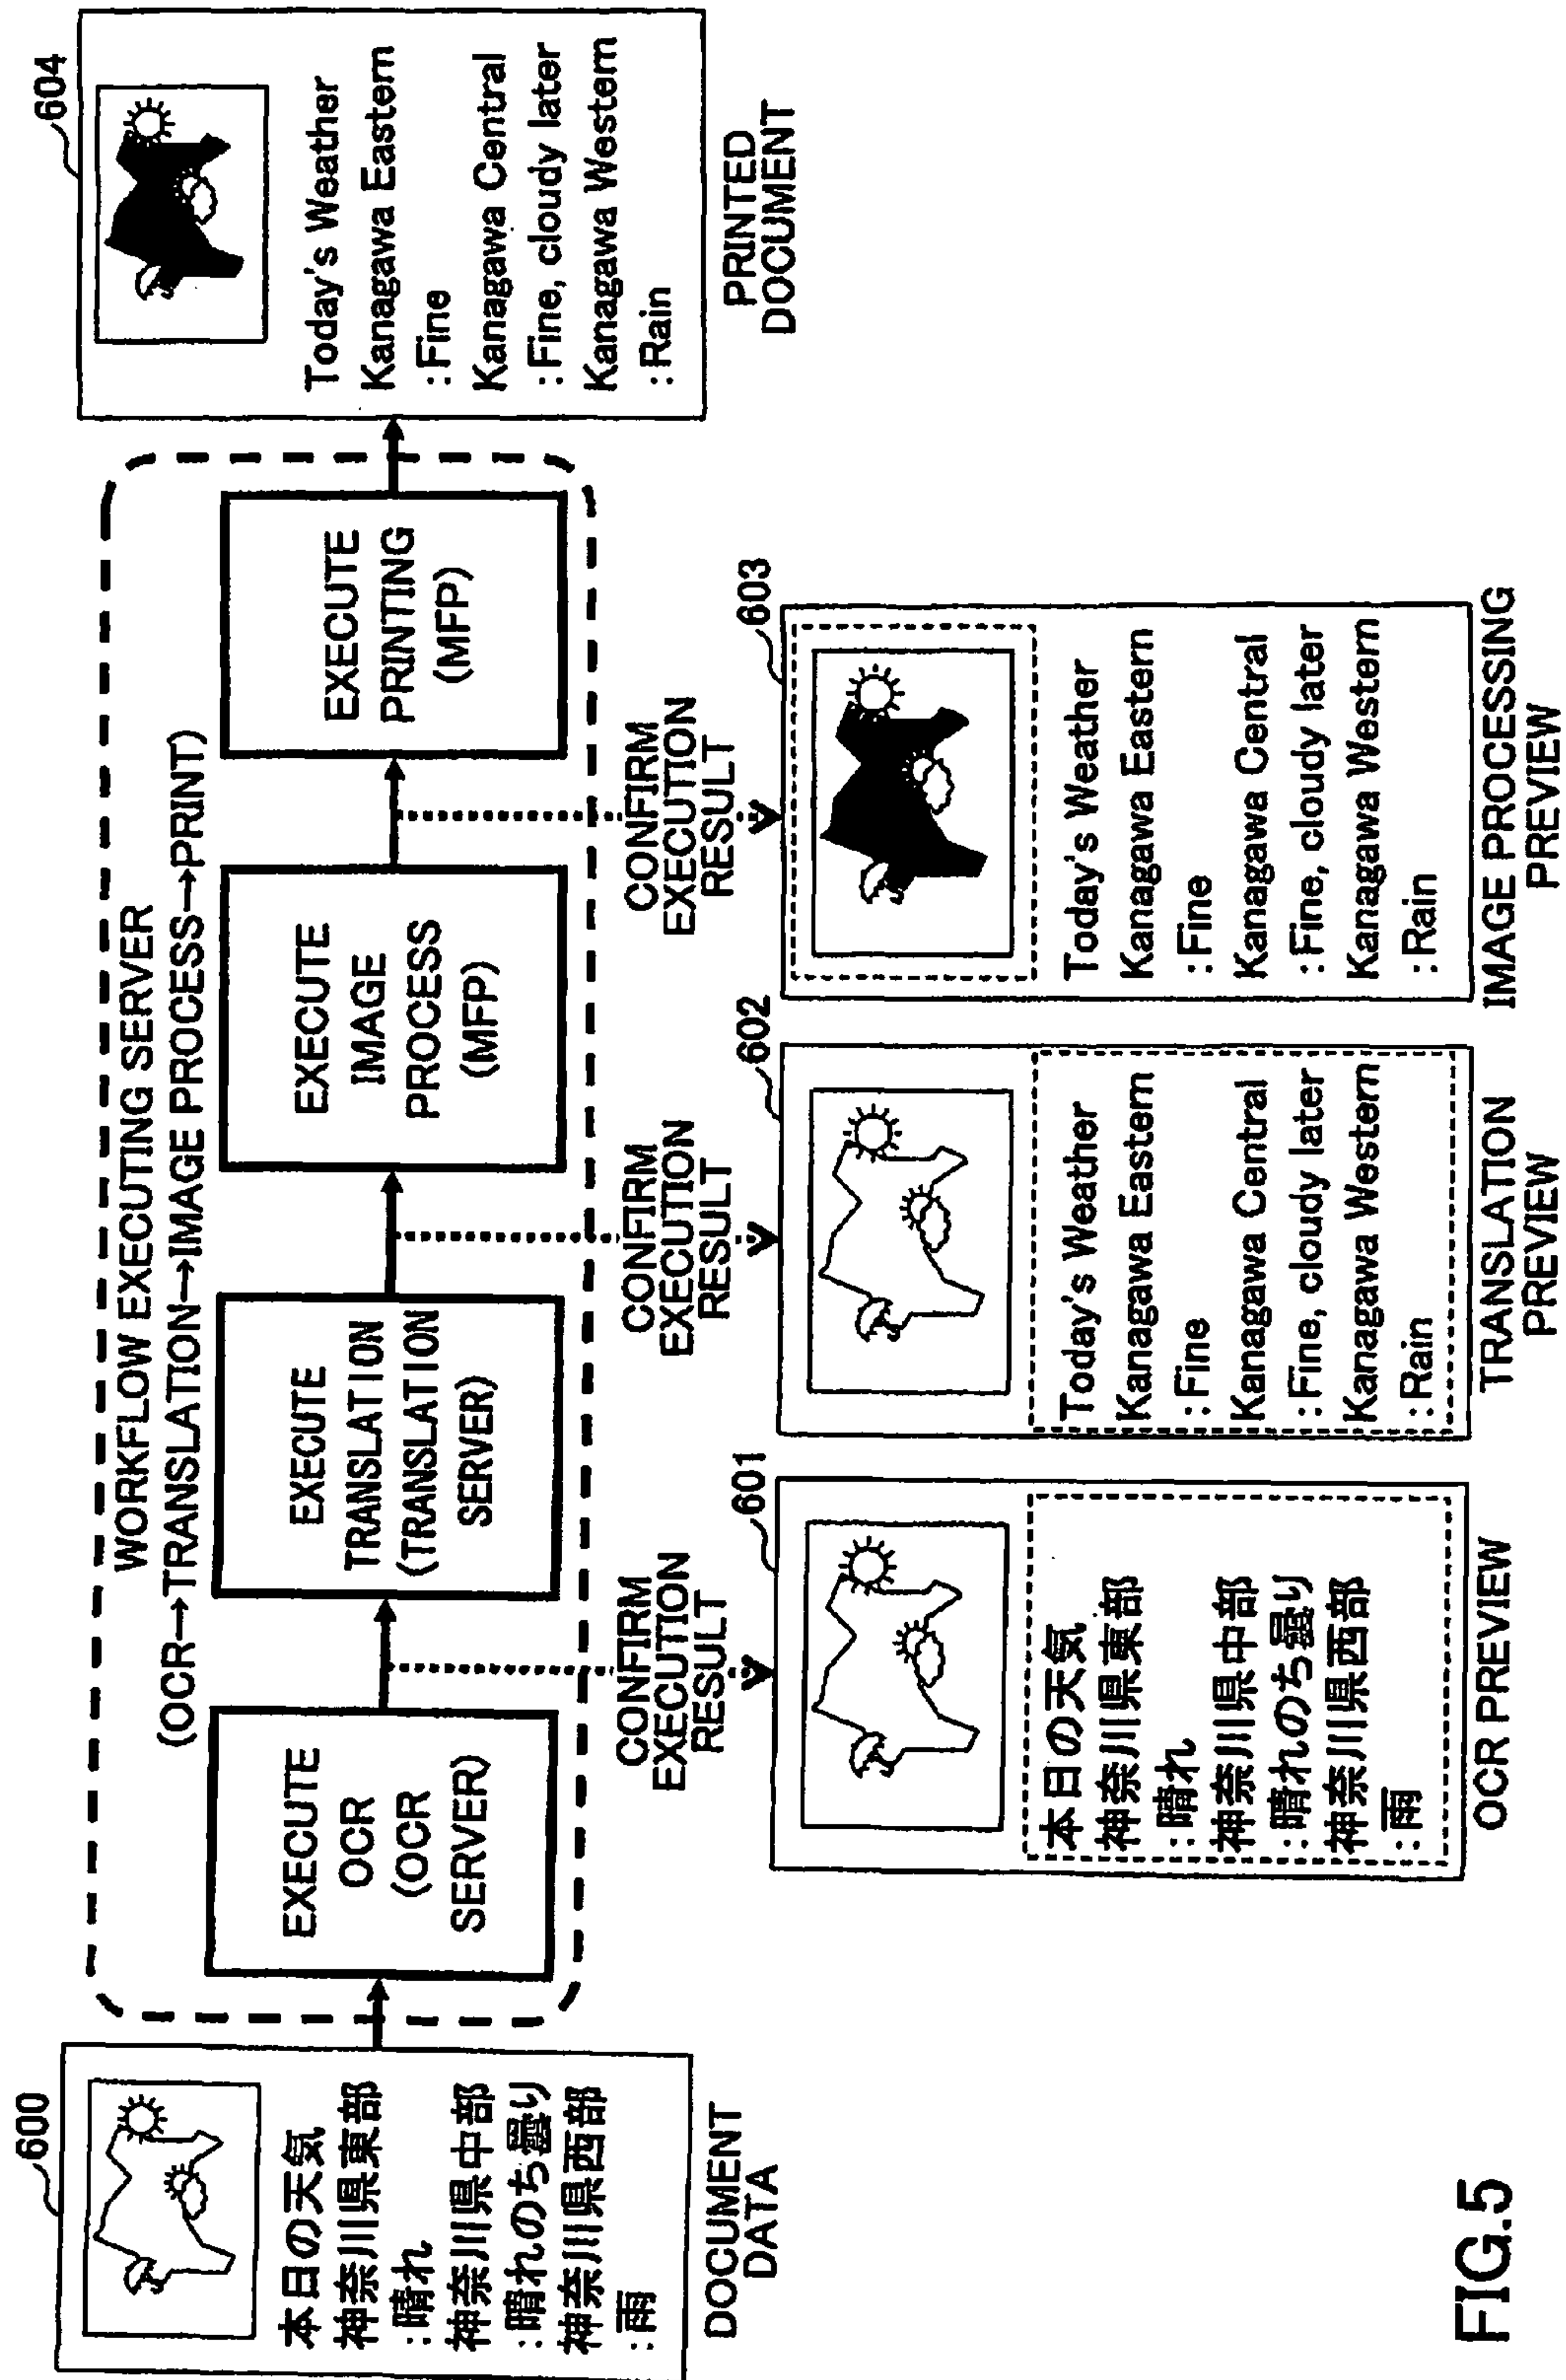 WORKFLOW EXECUTING SERVER
(OCR→TRANSLATION→IMAGE PROCESS→PRINT)
600
本日の天気
神奈川県東部
:晴れ
神奈川県中部
:晴れのち曇り
神奈川県西部
:雨
DOCUMENT
DATA
EXECUTE
OCR
(OCR
SERVER)
EXECUTE
TRANSLATION
(TRANSLATION
SERVER)
EXECUTE
IMAGE
PROCESS
(MFP)
EXECUTE
PRINTING
(MFP)
604
Today's Weather
Kanagawa Eastern
:Fine
Kanagawa Central
:Fine, cloudy later
Kanagawa Western
:Rain
PRINTED
DOCUMENT
CONFIRM
EXECUTION
RESULT
601
本日の天気
神奈川県東部
:晴れ
神奈川県中部
:晴れのち曇り
神奈川県西部
:雨
OCR PREVIEW
CONFIRM
EXECUTION
RESULT
602
Today's Weather
Kanagawa Eastern
:Fine
Kanagawa Central
:Fine, cloudy later
Kanagawa Western
:Rain
TRANSLATION
PREVIEW
CONFIRM
EXECUTION
RESULT
603
Today's Weather
Kanagawa Eastern
:Fine
Kanagawa Central
:Fine, cloudy later
Kanagawa Western
:Rain
IMAGE PROCESSING
PREVIEW
FIG.5